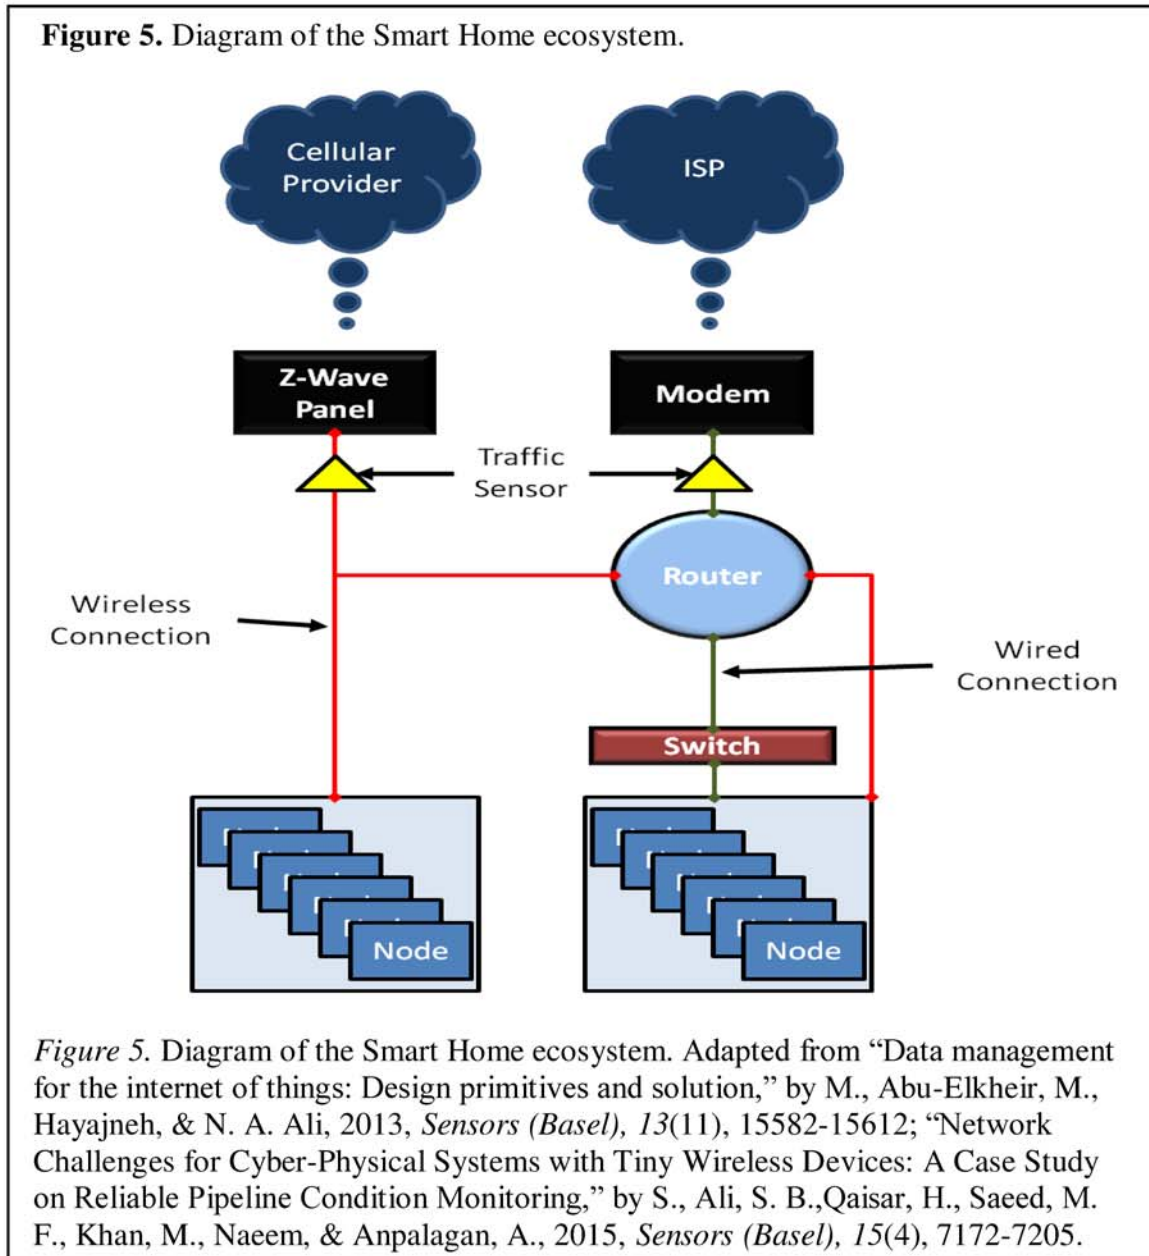 Figure 5. Diagram of the Smart Home ecosystem.
Cellular
Provider
ISP
Z-Wave
Panel
Modem
Traffic
Sensor
Router
Wireless
Connection
Wired
Connection
Switch
Node
Node
Figure 5. Diagram of the Smart Home ecosystem. Adapted from “Data management
for the internet of things: Design primitives and solution,” by M., Abu-Elkheir, M.,
Hayajneh, & N. A. Ali, 2013, Sensors (Basel), 13(11), 15582-15612; “Network
Challenges for Cyber-Physical Systems with Tiny Wireless Devices: A Case Study
on Reliable Pipeline Condition Monitoring,” by S., Ali, S. B.,Qaisar, H., Saeed, M.
F., Khan, M., Naeem, & Anpalagan, A., 2015, Sensors (Basel), 15(4), 7172-7205.